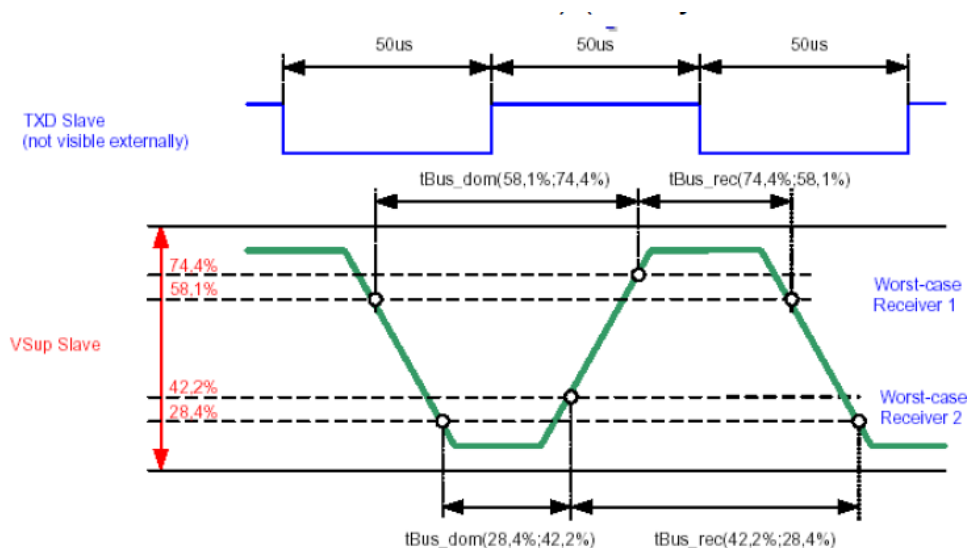 50us
50us
50us
TXD Slave
(not visible externally)
tBus_dom(58,1%;74,4%)
tBus_rec(74,4%;58,1%)
74,4%
58,1%
Worst-case
Receiver 1
VSup Slave
42,2%
28,4%
Worst-case
Receiver 2
tBus_dom(28,4%;42,2%)
tBus_rec(42,2%;28,4%)